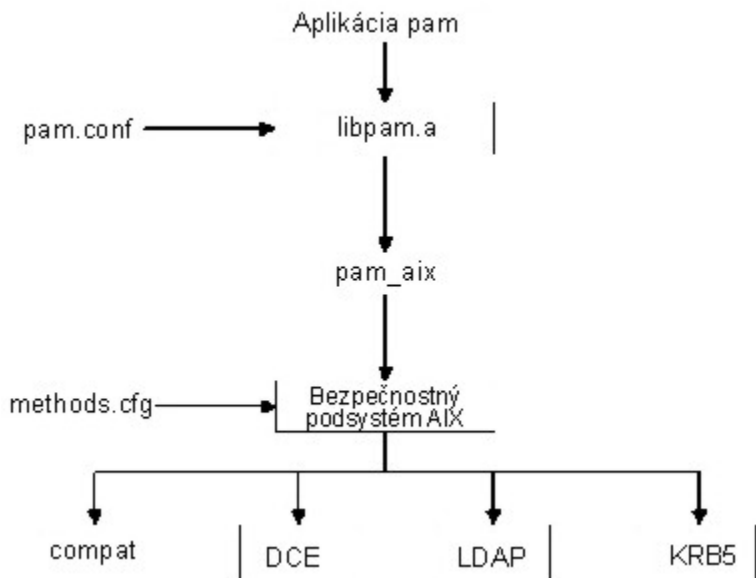 Aplikácia pam
pam.conf
libpam.a
pam_aix
methods.cfg
Bezpečnostný
podsystém AIX
compat
DCE
LDAP
KRB5